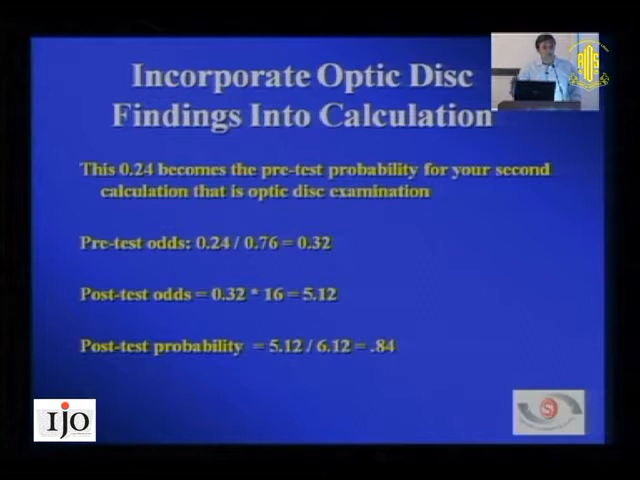 Incorporate Optic Disc
Findings Into Calculation
This 0.24 becomes the pre-test probability for your second
calculation that is optic disc examination
Pre-test odds: 0.24 / 0.76 = 0.32
Post-test odds = 0.32 * 16 = 5.12
Post-test probability = 5.12 / 6.12 = .84
IJO
AIOS
S